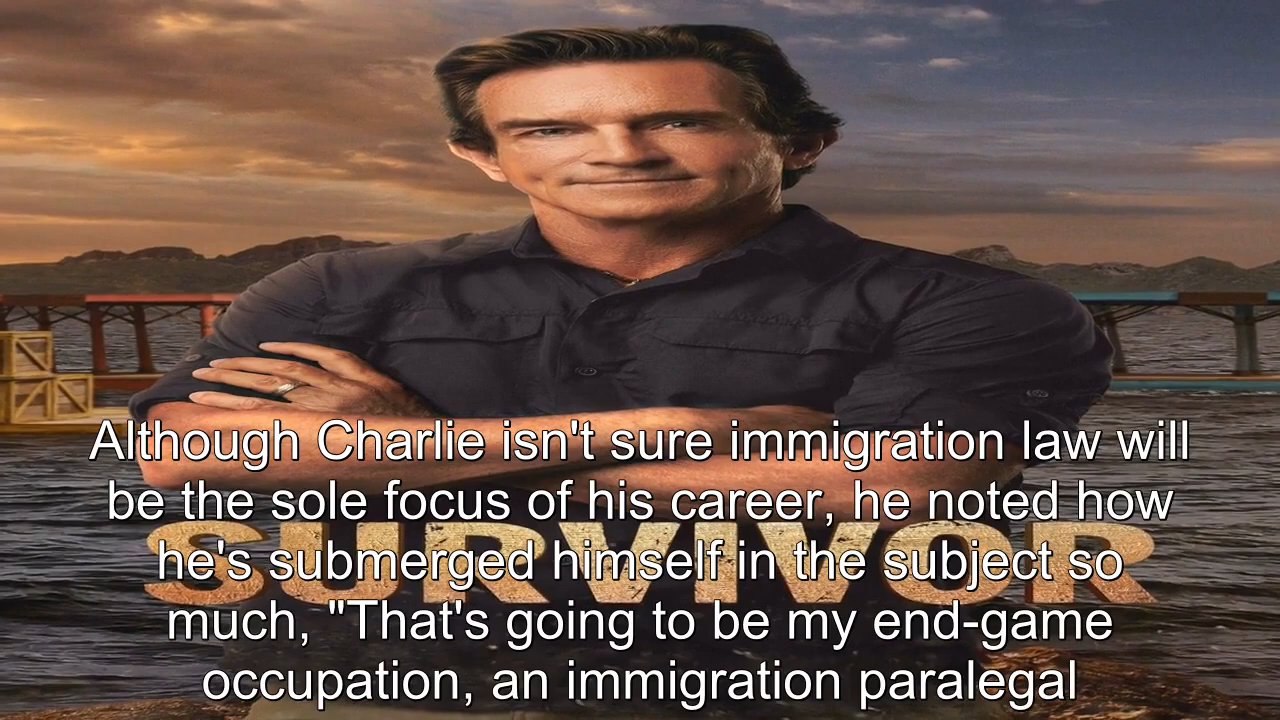 Although Charlie isn't sure immigration law will
be the sole focus of his career, he noted how
SURVIVOR
he's submerged himself in the subject so
much, "That's going to be my end-game
occupation, an immigration paralegal